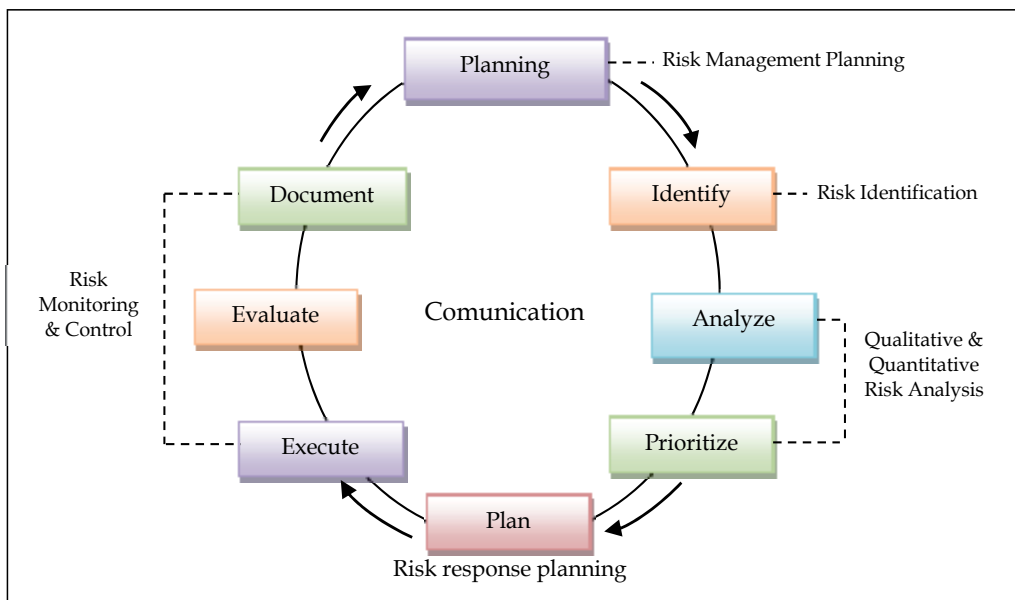 Planning
Risk Management Planning
Document
Identify
Risk Identification
Risk
Monitoring
& Control
Evaluate
Comunication
Analyze
Qualitative &
Quantitative
Risk Analysis
Execute
Prioritize
Plan
Risk response planning